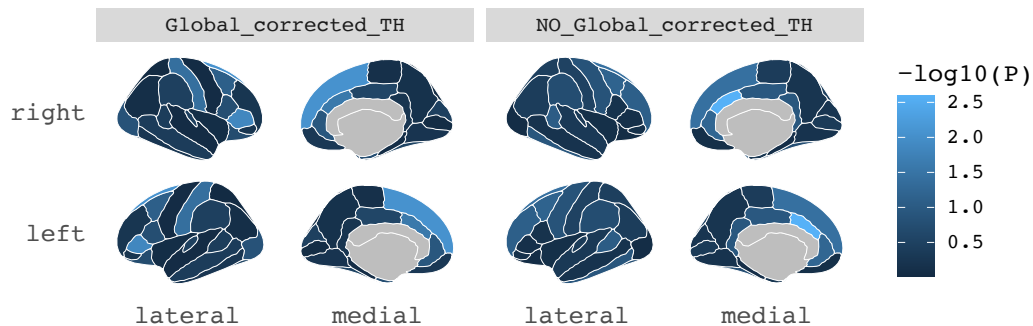 Global_corrected_TH
NO_Global_corrected_TH
right
left
lateral
medial
lateral
medial
−log10(P)
2.5
2.0
1.5
1.0
0.5